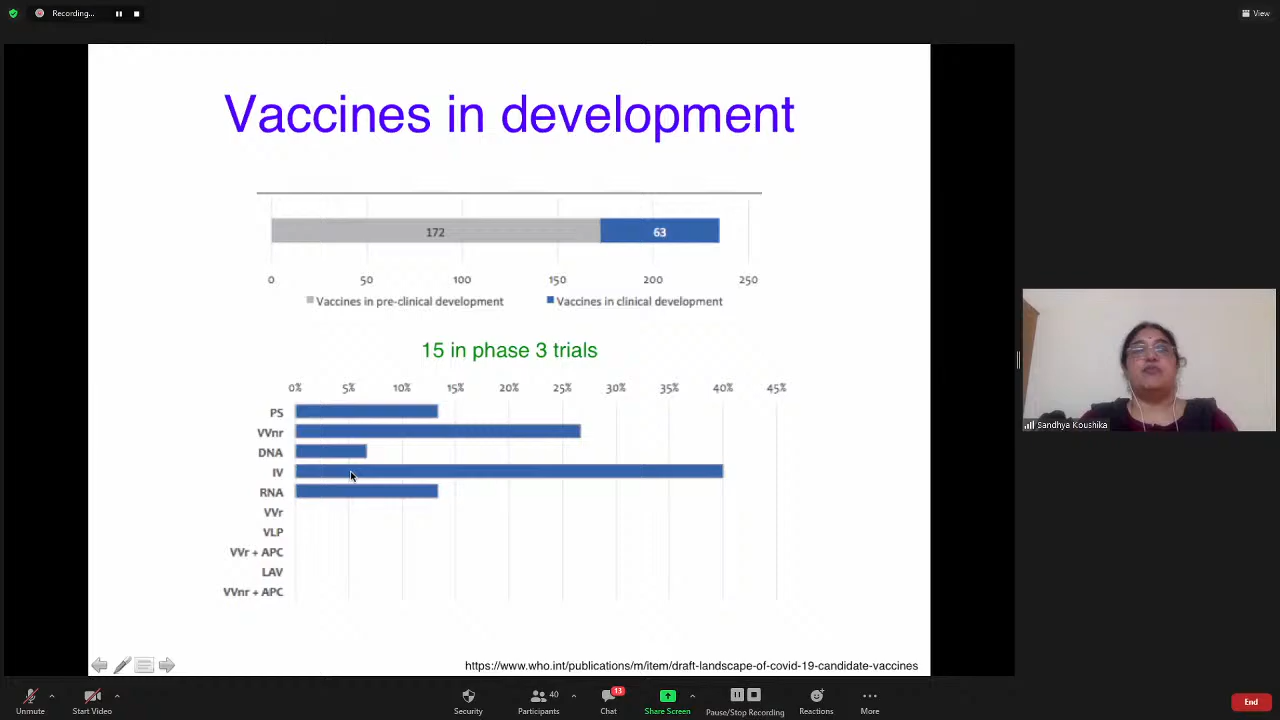 Recording...
View
Vaccines in development
172
63
0 50 100 150 200 250
Vaccines in pre-clinical development Vaccines in clinical development
15 in phase 3 trials
0% 5% 10% 15% 20% 25% 30% 35% 40% 45%
PS
VVnr
DNA
IV
RNA
VVr
VLP
VVr + APC
LAV
VVnr + APC
https://www.who.int/publications/m/item/draft-landscape-of-covid-19-candidate-vaccines
Sandhya Koushika
40
13
Unmute Start Video Security Participants Chat Share Screen Pause/Stop Recording Reactions More End